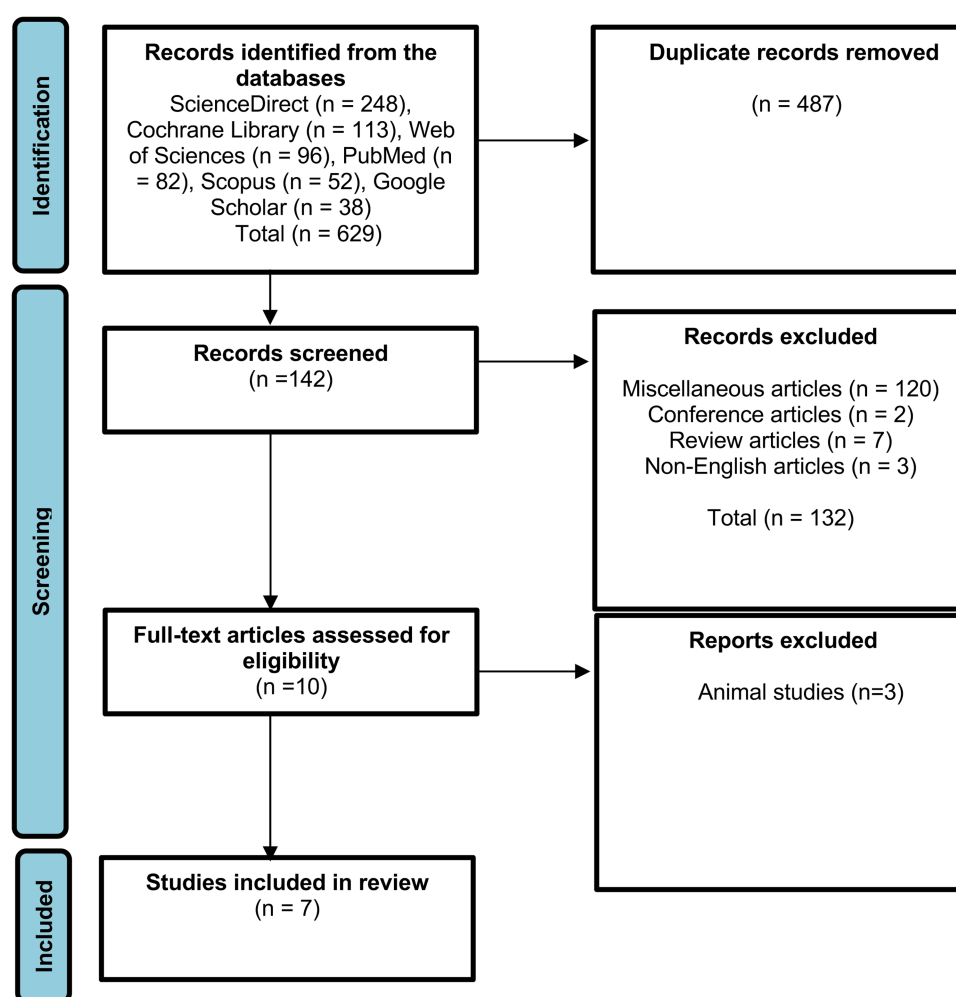 Identification
Records identified from the
databases
ScienceDirect (n = 248),
Cochrane Library (n = 113), Web
of Sciences (n = 96), PubMed (n
= 82), Scopus (n = 52), Google
Scholar (n = 38)
Total (n = 629)
Duplicate records removed
(n = 487)
Screening
Records screened
(n =142)
Records excluded
Miscellaneous articles (n = 120)
Conference articles (n = 2)
Review articles (n = 7)
Non-English articles (n = 3)
Total (n = 132)
Full-text articles assessed for
eligibility
(n =10)
Reports excluded
Animal studies (n=3)
Included
Studies included in review
(n = 7)